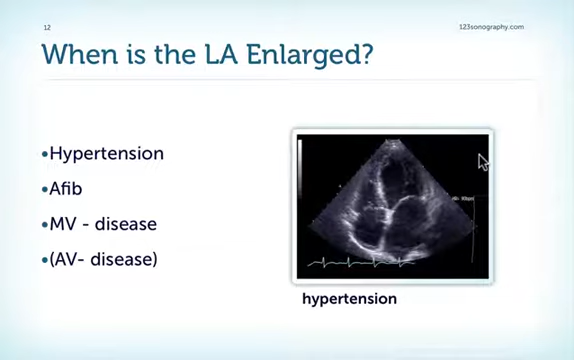 12
123sonography.com
When is the LA Enlarged?
•Hypertension
•Afib
•MV - disease
•(AV- disease)
hypertension